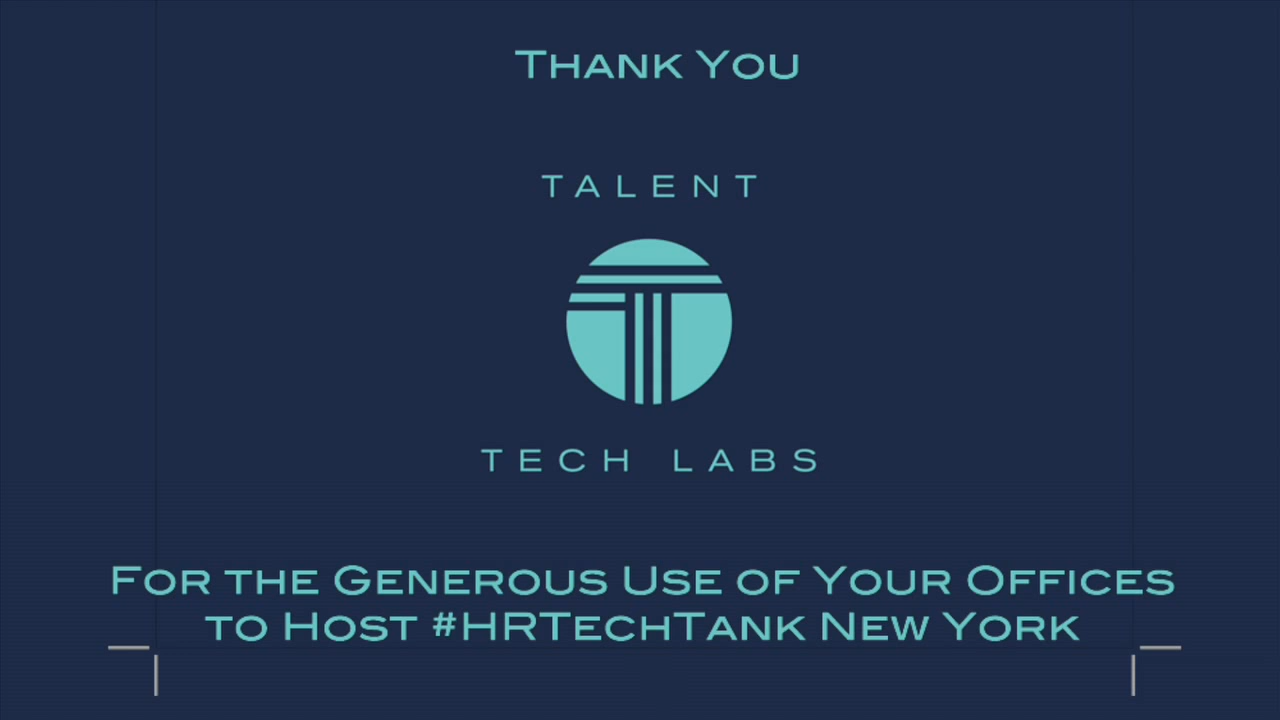 Thank You
TALENT
TECH LABS
For the Generous Use of Your Offices
to Host #HRTechTank New York